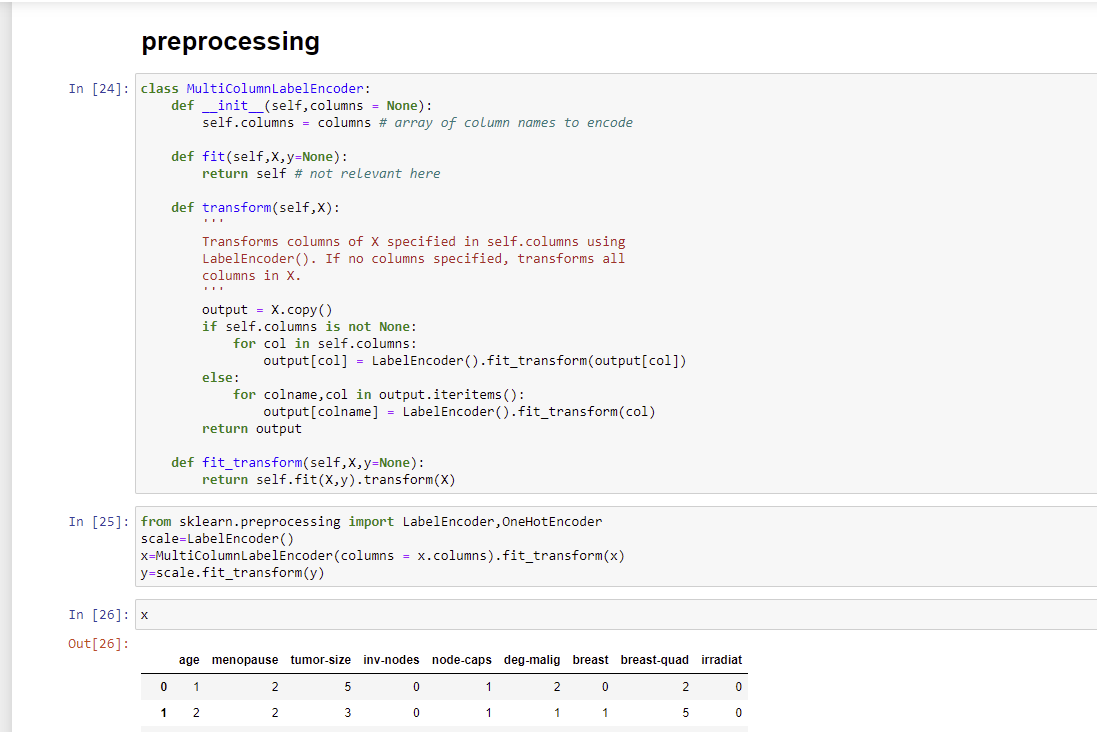 preprocessing
In [24]: class MultiColumnLabelEncoder:
    def __init__(self,columns = None):
        self.columns = columns # array of column names to encode
    def fit(self,X,y=None):
        return self # not relevant here
    def transform(self,X):
        '''
        Transforms columns of X specified in self.columns using
        LabelEncoder(). If no columns specified, transforms all
        columns in X.
        '''
        output = X.copy()
        if self.columns is not None:
            for col in self.columns:
                output[col] = LabelEncoder().fit_transform(output[col])
        else:
            for colname,col in output.iteritems():
                output[colname] = LabelEncoder().fit_transform(col)
        return output
    def fit_transform(self,X,y=None):
        return self.fit(X,y).transform(X)
In [25]: from sklearn.preprocessing import LabelEncoder,OneHotEncoder
scale=LabelEncoder()
x=MultiColumnLabelEncoder(columns = x.columns).fit_transform(x)
y=scale.fit_transform(y)
In [26]: x
Out[26]:
age menopause tumor-size inv-nodes node-caps deg-malig breast breast-quad irradiat
0 1 2 5 0 1 2 0 2 0
1 2 2 3 0 1 1 1 5 0